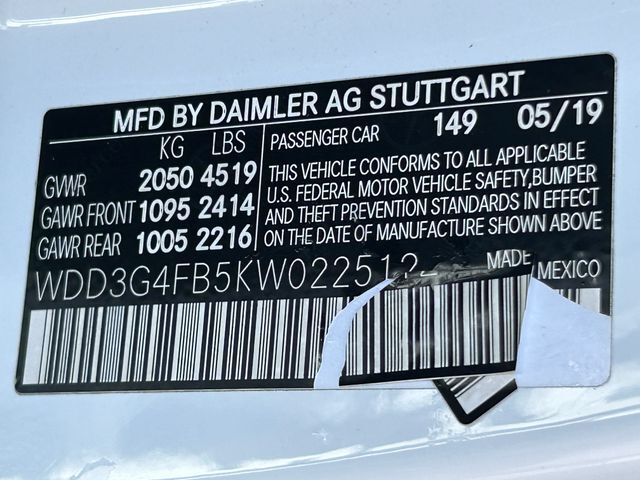 MFD BY DAIMLER AG STUTTGART
KG LBS
GVWR 2050 4519
GAWR FRONT 1095 2414
GAWR REAR 1005 2216
PASSENGER CAR 149 05/19
THIS VEHICLE CONFORMS TO ALL APPLICABLE
U.S. FEDERAL MOTOR VEHICLE SAFETY,BUMPER
AND THEFT PREVENTION STANDARDS IN EFFECT
ON THE DATE OF MANUFACTURE SHOWN ABOVE
WDD3G4FB5KW022512
MADE
MEXICO